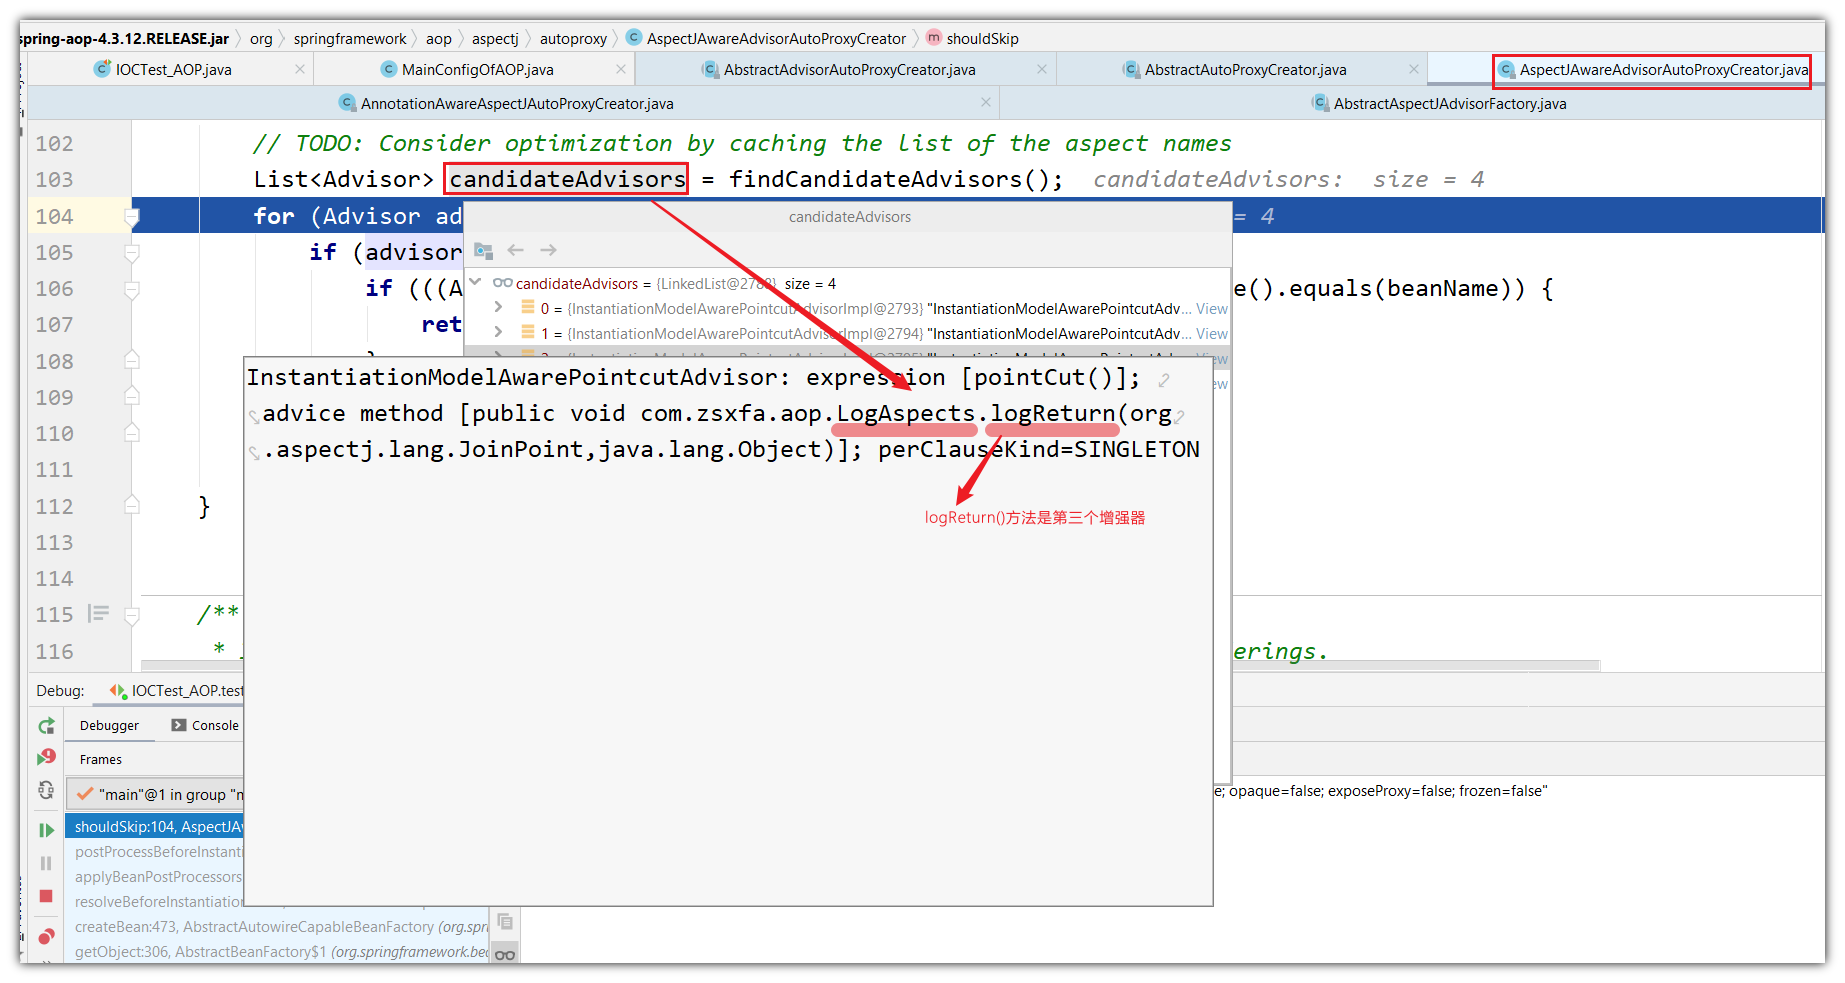 spring-aop-4.3.12.RELEASE.jar org springframework aop aspectj autoproxy AspectJAwareAdvisorAutoProxyCreator shouldSkip
IOCTest_AOP.java MainConfigOfAOP.java AbstractAdvisorAutoProxyCreator.java AbstractAutoProxyCreator.java AspectJAwareAdvisorAutoProxyCreator.java
AnnotationAwareAspectJAutoProxyCreator.java AbstractAspectJAdvisorFactory.java
102 // TODO: Consider optimization by caching the list of the aspect names
103 List<Advisor> candidateAdvisors = findCandidateAdvisors(); candidateAdvisors: size = 4
104 for (Advisor ad = 4
candidateAdvisors
105 if (advisor
106 if (((A e().equals(beanName)) {
candidateAdvisors = {LinkedList@2780} size = 4
0 = {InstantiationModelAwarePointcutAdvisorImpl@2793} "InstantiationModelAwarePointcutAdv... View
107 ret
1 = {InstantiationModelAwarePointcutAdvisorImpl@2794} "InstantiationModelAwarePointcutAdv... View
108
InstantiationModelAwarePointcutAdvisor: expression [pointCut()];
109
advice method [public void com.zsxfa.aop.LogAspects.logReturn(org
110
.aspectj.lang.JoinPoint,java.lang.Object)]; perClauseKind=SINGLETON
111
112 }
logReturn()方法是第三个增强器
113
114
115 /**
116 * erings.
Debug: IOCTest_AOP.test
Debugger Console
Frames
"main"@1 in group "m
e; opaque=false; exposeProxy=false; frozen=false"
shouldSkip:104, AspectJAw
postProcessBeforeInstanti
applyBeanPostProcessors
resolveBeforeInstantiation
createBean:473, AbstractAutowireCapableBeanFactory (org.spri
getObject:306, AbstractBeanFactory$1 (org.springframework.bea